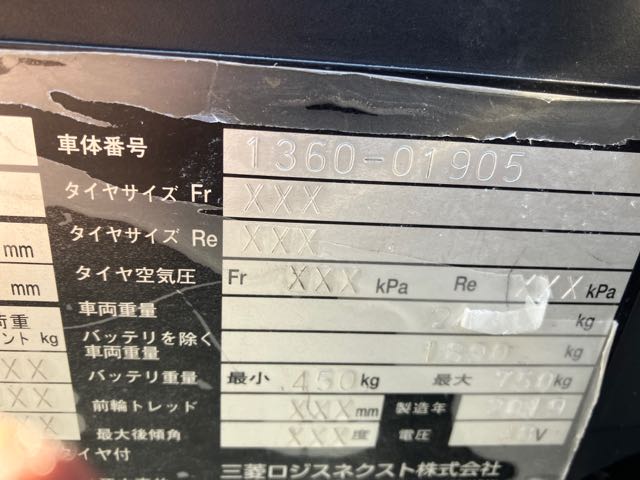 車体番号 1360-01905
タイヤサイズ Fr XXX
mm タイヤサイズ Re XXX
mm タイヤ空気圧 Fr XXX kPa Re XXX kPa
荷重 車両重量 kg
kg バッテリを除く
車両重量 kg
XX バッテリ重量 最小 450 kg 最大 750 kg
XX 前輪トレッド XXX mm 製造年
XX 最大後傾角 XXX 度 電圧 V
タイヤ付 三菱ロジスネクスト株式会社